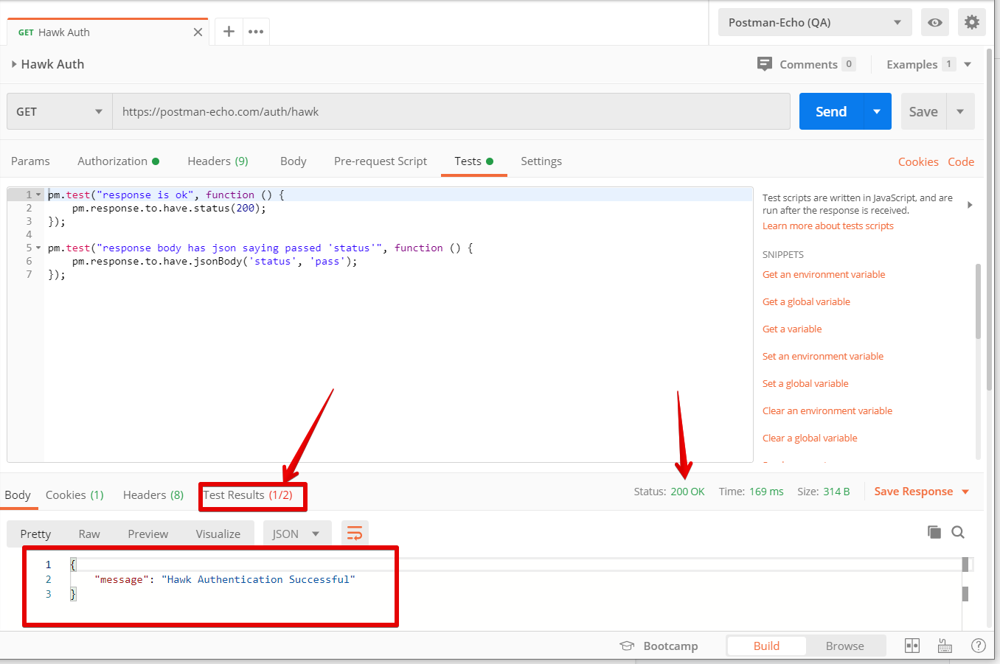 GET Hawk Auth
Postman-Echo (QA)
Hawk Auth
Comments 0
Examples 1
GET
https://postman-echo.com/auth/hawk
Send
Save
Params
Authorization
Headers (9)
Body
Pre-request Script
Tests
Settings
Cookies
Code
1 pm.test("response is ok", function () {
2 pm.response.to.have.status(200);
3 });
4
5 pm.test("response body has json saying passed 'status'", function () {
6 pm.response.to.have.jsonBody('status', 'pass');
7 });
Test scripts are written in JavaScript, and are
run after the response is received.
Learn more about tests scripts
SNIPPETS
Get an environment variable
Get a global variable
Get a variable
Set an environment variable
Set a global variable
Clear an environment variable
Clear a global variable
Body
Cookies (1)
Headers (8)
Test Results (1/2)
Status: 200 OK
Time: 169 ms
Size: 314 B
Save Response
Pretty
Raw
Preview
Visualize
JSON
1 {
2 "message": "Hawk Authentication Successful"
3 }
Bootcamp
Build
Browse